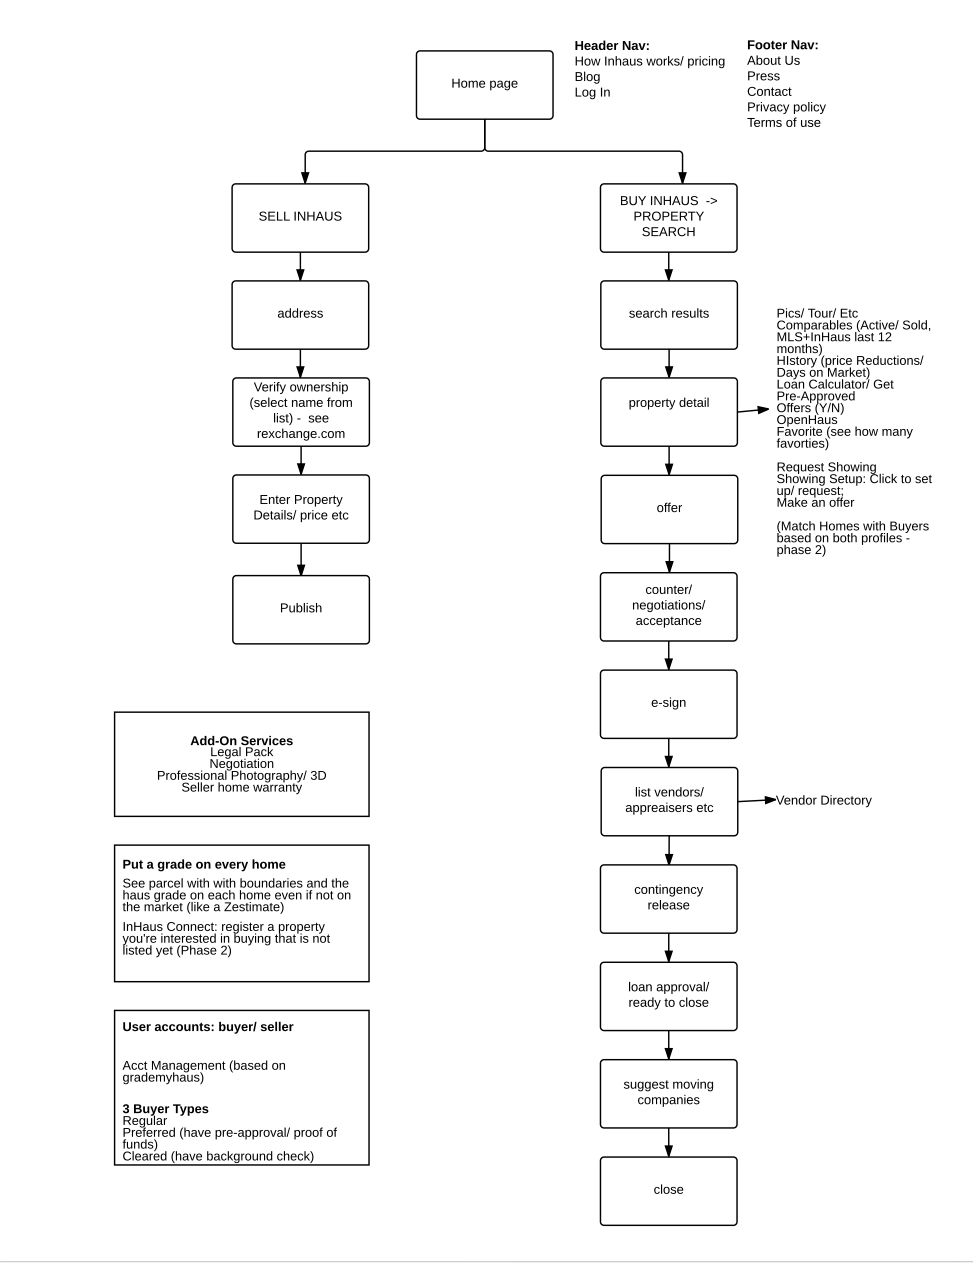 Home page
Header Nav:
How Inhaus works/ pricing
Blog
Log In
Footer Nav:
About Us
Press
Contact
Privacy policy
Terms of use
SELL INHAUS
address
Verify ownership
(select name from
list) -  see
rexchange.com
Enter Property
Details/ price etc
Publish
BUY INHAUS  ->
PROPERTY
SEARCH
search results
property detail
Pics/ Tour/ Etc
Comparables (Active/ Sold,
MLS+InHaus last 12
months)
HIstory (price Reductions/
Days on Market)
Loan Calculator/ Get
Pre-Approved
Offers (Y/N)
OpenHaus
Favorite (see how many
favorties)
Request Showing
Showing Setup: Click to set
up/ request;
Make an offer
(Match Homes with Buyers
based on both profiles -
phase 2)
offer
counter/
negotiations/
acceptance
e-sign
list vendors/
appreaisers etc
Vendor Directory
contingency
release
loan approval/
ready to close
suggest moving
companies
close
Add-On Services
Legal Pack
Negotiation
Professional Photography/ 3D
Seller home warranty
Put a grade on every home
See parcel with with boundaries and the
haus grade on each home even if not on
the market (like a Zestimate)
InHaus Connect: register a property
you're interested in buying that is not
listed yet (Phase 2)
User accounts: buyer/ seller
Acct Management (based on
grademyhaus)
3 Buyer Types
Regular
Preferred (have pre-approval/ proof of
funds)
Cleared (have background check)